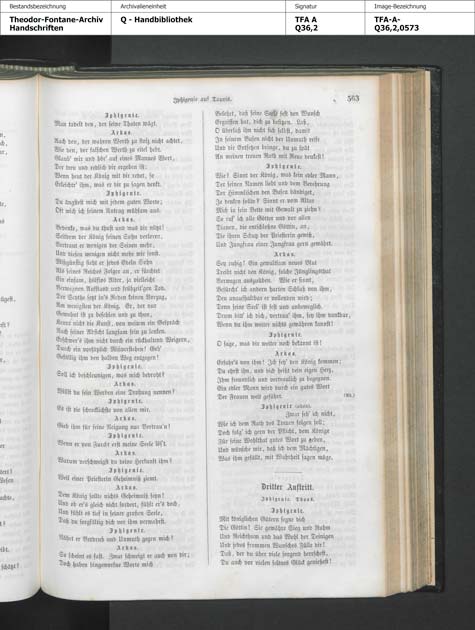 Bestandsbezeichnung
Theodor-Fontane-Archiv
Handschriften
Archivalieneinheit
Q - Handbibliothek
Signatur
TFA A
Q36,2
Image-Bezeichnung
TFA-A-
Q36,2,0573
Iphigenie auf Tauris.
563
Iphigenie.
Man tadelt den, der seine Thaten wägt.
Arkas.
Auch den, der wahren Werth zu stolz nicht achtet,
Wie den, der falschen Werth zu eitel hebt.
Glaub' mir und hör' auf eines Mannes Wort,
Der treu und redlich dir ergeben ist:
Wenn heut der König mit dir redet, so
Erleichtr' ihm, was er dir zu sagen denkt.
Iphigenie.
Du ängstest mich mit jedem guten Worte;
Oft wich ich seinem Antrag mühsam aus.
Arkas.
Bedenke, was du thust und was dir nützt!
Seitdem der König seinen Sohn verloren,
Vertraut er wenigen der Seinen mehr,
Und diesen wenigen nicht mehr wie sonst.
Mißgünstig sieht er jedes Edeln Sohn
Als seines Reiches Folger an, er fürchtet
Ein einsam, hülflos Alter, ja vielleicht
Verwegnen Aufstand und frühzeit'gen Tod.
Der Scythe setzt in's Reden keinen Vorzug,
Am wenigsten der König. Er, der nur
Gewohnt ist zu befehlen und zu thun,
Kennt nicht die Kunst, von weitem ein Gespräch
Nach seiner Absicht langsam fein zu lenken.
Erschwer's ihm nicht durch ein rückhaltend Weigern,
Durch ein vorsätzlich Mißverstehen! Geh'
Gefällig ihm den halben Weg entgegen!
Iphigenie.
Soll ich beschleunigen, was mich bedroht?
Arkas.
Willst du sein Werben eine Drohung nennen?
Iphigenie.
Es ist die schrecklichste von allen mir.
Arkas.
Gieb ihm für seine Neigung nur Vertraun!
Iphigenie.
Wenn er von Furcht erst meine Seele lös't.
Arkas.
Warum verschweigst du deine Herkunft ihm?
Iphigenie.
Weil einer Priesterin Geheimniß ziemt.
Arkas.
Dem König sollte nichts Geheimniß seyn!
Und ob er's gleich nicht fordert, fühlt er's doch,
Und fühlt es tief in seiner großen Seele,
Daß du sorgfältig dich vor ihm verwahrst.
Iphigenie.
Nährt er Verdruß und Unmuth gegen mich?
Arkas.
So scheint es fast. Zwar schweigt er auch von dir;
Doch haben hingeworfne Worte mich
Belehrt, daß seine Seele fest den Wunsch
Ergriffen hat, dich zu besitzen. Laß,
O überlaß ihn nicht sich selbst, damit
In seinem Busen nicht der Unmuth reife
Und dir Entsetzen bringe, du zu spät
An meinen treuen Rath mit Reue denkest!
Iphigenie.
Wie? Sinnt der König, was kein edler Mann,
Der seinen Namen liebt und dem Verehrung
Der Himmlischen den Busen bändiget,
Je denken sollte? Sinnt er vom Altar
Mich in sein Bette mit Gewalt zu ziehn?
So ruf' ich alle Götter und vor allen
Dianen, die entschloßne Göttin, an,
Die ihren Schutz der Priesterin gewiß,
Und Jungfrau einer Jungfrau gern gewährt.
Arkas.
Sey ruhig! Ein gewaltsam neues Blut
Treibt nicht den König, solche Jünglingsthat
Verwegen auszuüben. Wie er sinnt,
Befürcht' ich andern harten Schluß von ihm,
Den unaufhaltbar er vollenden wird;
Denn seine Seel' ist fest und unbeweglich.
Drum bitt' ich dich, vertrau' ihm, sey ihm dankbar,
Wenn du ihm weiter nichts gewähren kannst!
Iphigenie.
O sage, was dir weiter noch bekannt ist!
Arkas.
Erfahr's von ihm! Ich seh' den König kommen;
Du ehrst ihn, und dich heißt dein eigen Herz,
Ihm freundlich und vertraulich zu begegnen.
Ein edler Mann wird durch ein gutes Wort
Der Frauen weit geführt.
(Ab.)
Iphigenie (allein).
Zwar seh' ich nicht,
Wie ich dem Rath des Treuen folgen soll;
Doch folg' ich gern der Pflicht, dem Könige
Für seine Wohlthat gutes Wort zu geben,
Und wünsche mir, daß ich dem Mächtigen,
Was ihm gefällt, mit Wahrheit sagen möge.
Dritter Auftritt.
Iphigenie. Thoas.
Iphigenie.
Mit königlichen Gütern segne dich
Die Göttin! Sie gewähre Sieg und Ruhm
Und Reichthum und das Wohl der Deinigen
Und jedes frommen Wunsches Fülle dir!
Daß, der du über viele sorgend herrschest,
Du auch vor vielen seltnes Glück genießest!